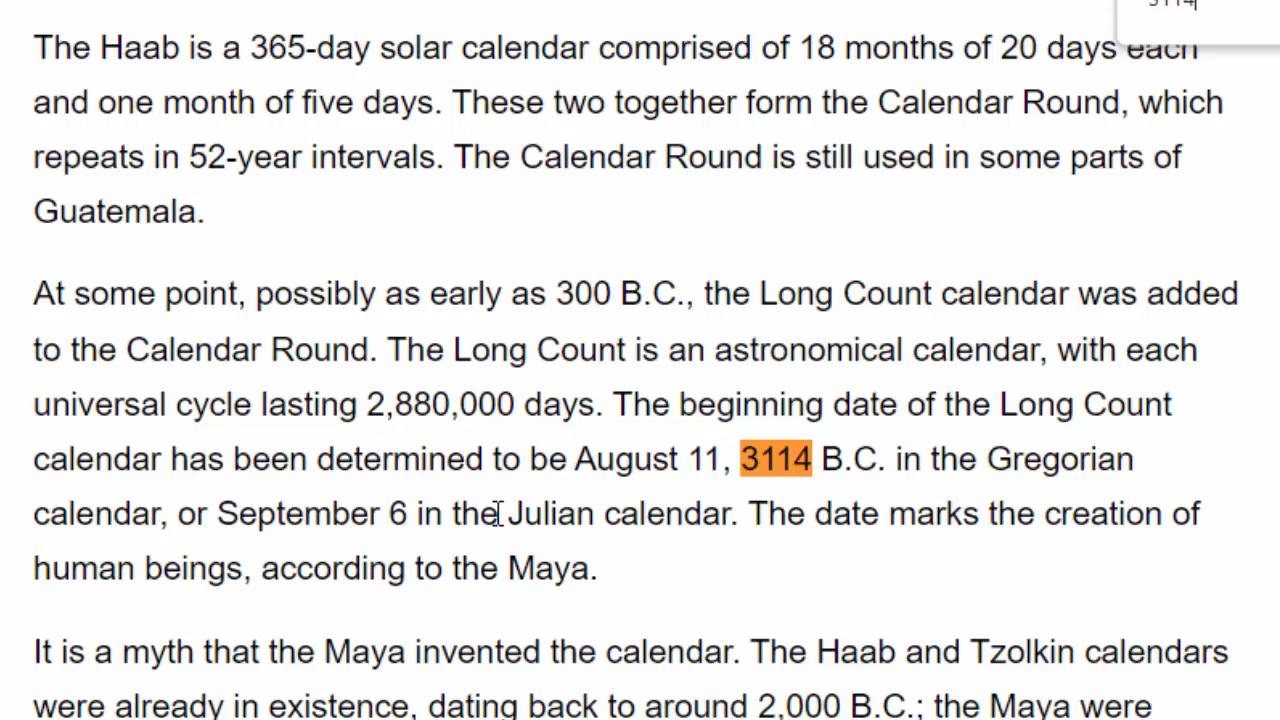 3114
The Haab is a 365-day solar calendar comprised of 18 months of 20 days each
and one month of five days. These two together form the Calendar Round, which
repeats in 52-year intervals. The Calendar Round is still used in some parts of
Guatemala.
At some point, possibly as early as 300 B.C., the Long Count calendar was added
to the Calendar Round. The Long Count is an astronomical calendar, with each
universal cycle lasting 2,880,000 days. The beginning date of the Long Count
calendar has been determined to be August 11, 3114 B.C. in the Gregorian
calendar, or September 6 in the Julian calendar. The date marks the creation of
human beings, according to the Maya.
It is a myth that the Maya invented the calendar. The Haab and Tzolkin calendars
were already in existence, dating back to around 2,000 B.C.; the Maya were